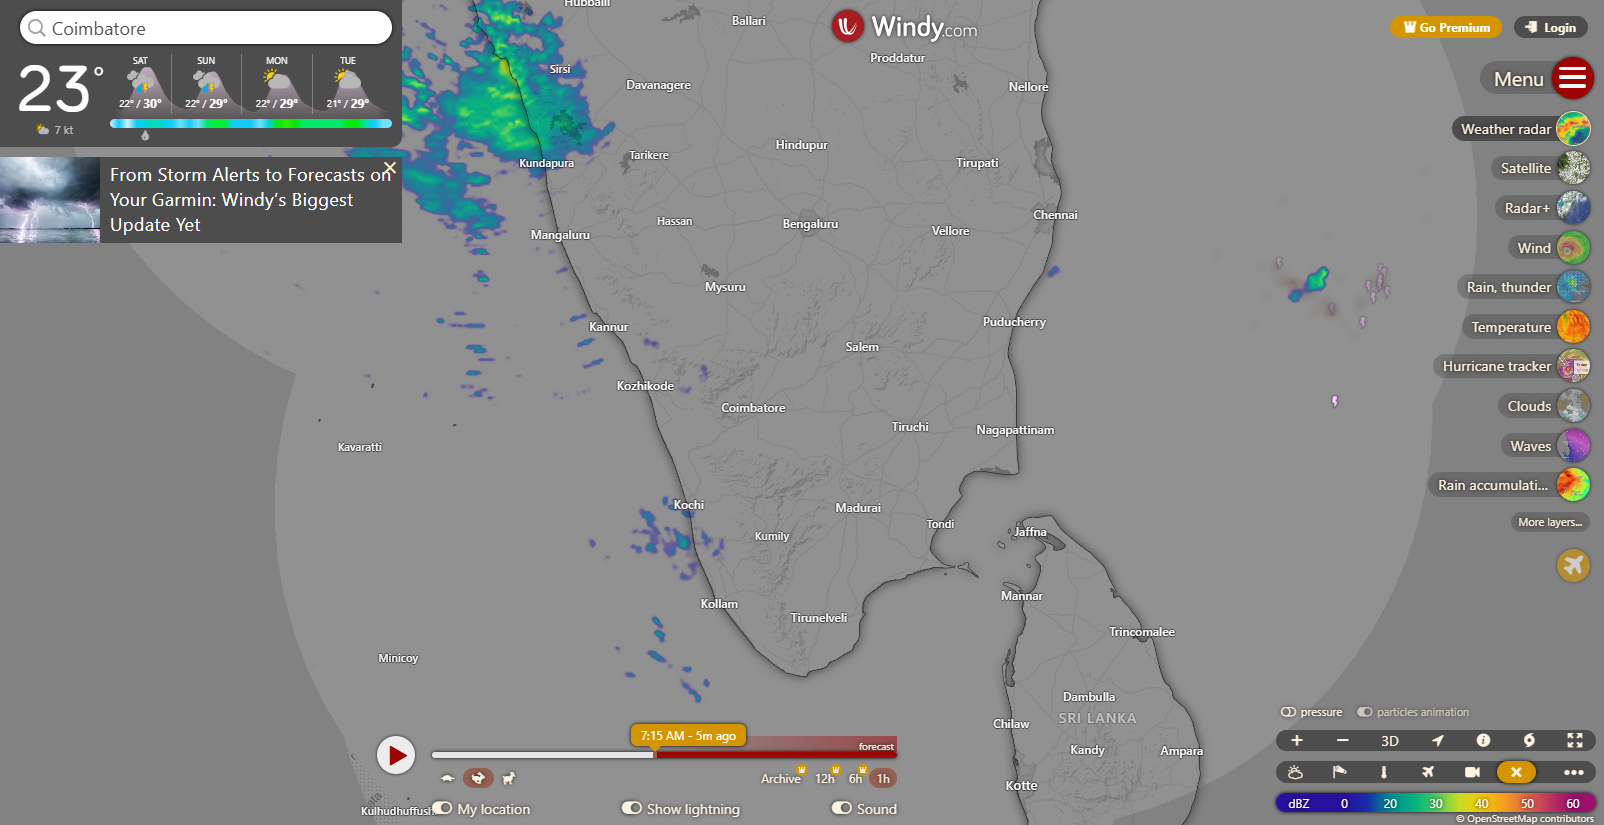 Coimbatore
23°
7 kt
SAT
22° / 30°
SUN
22° / 29°
MON
22° / 29°
TUE
21° / 29°
From Storm Alerts to Forecasts on
Your Garmin: Windy's Biggest
Update Yet
Windy.com
Go Premium
Login
Menu
Weather radar
Satellite
Radar+
Wind
Rain, thunder
Temperature
Hurricane tracker
Clouds
Waves
Rain accumulati...
More layers...
Hubballi
Ballari
Proddatur
Sirsi
Davanagere
Nellore
Kundapura
Tarikere
Hindupur
Tirupati
Mangaluru
Hassan
Bengaluru
Vellore
Chennai
Mysuru
Kannur
Puducherry
Salem
Kozhikode
Coimbatore
Tiruchi
Nagapattinam
Kavaratti
Kochi
Madurai
Tondi
Kumily
Jaffna
Kollam
Tirunelveli
Mannar
Trincomalee
Minicoy
Dambulla
SRI LANKA
Chilaw
Kandy
Ampara
Kotte
Kulhudhuffushi
7:15 AM - 5m ago
forecast
Archive
12h
6h
1h
My location
Show lightning
Sound
pressure
particles animation
+
−
3D
dBZ
0
20
30
40
50
60
© OpenStreetMap contributors